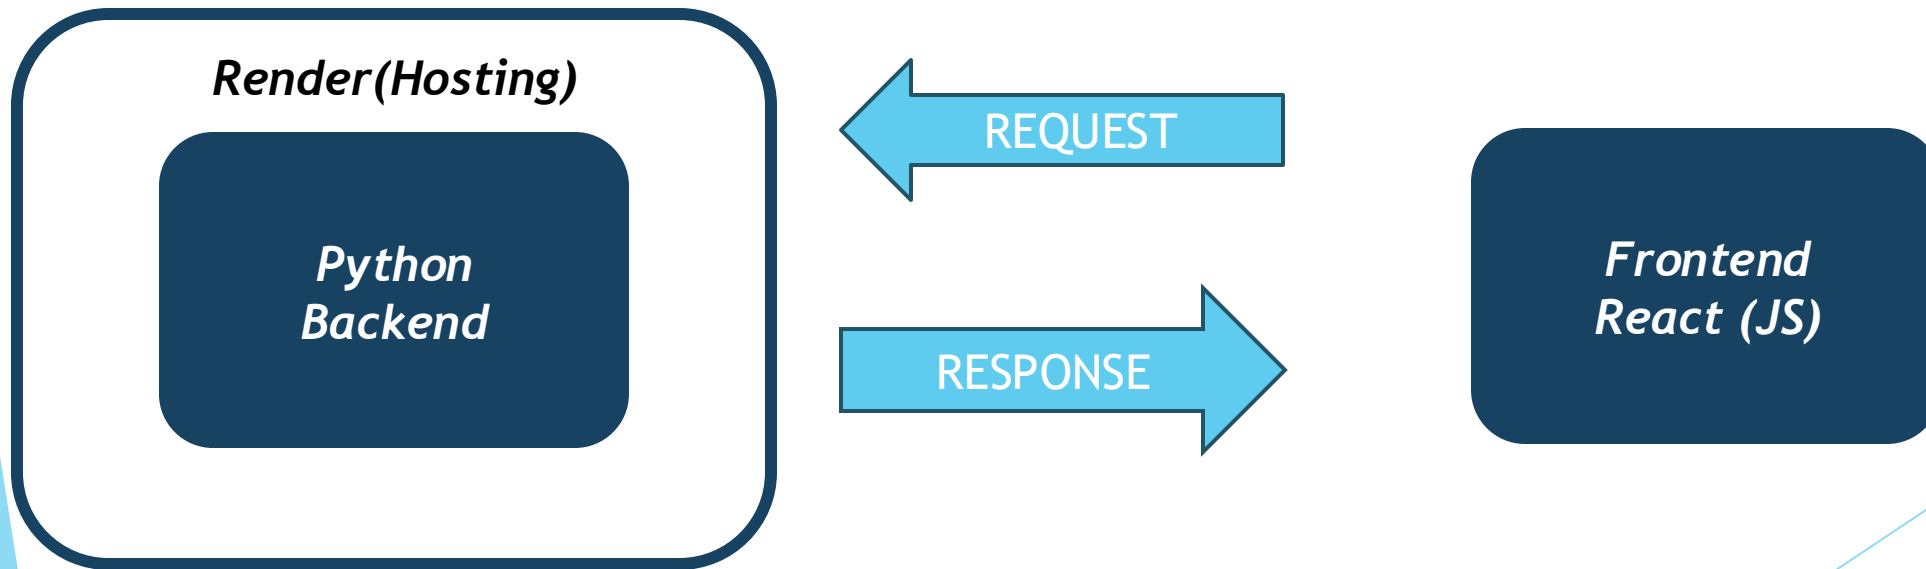 Render(Hosting)
Python
Backend
REQUEST
RESPONSE
Frontend
React (JS)